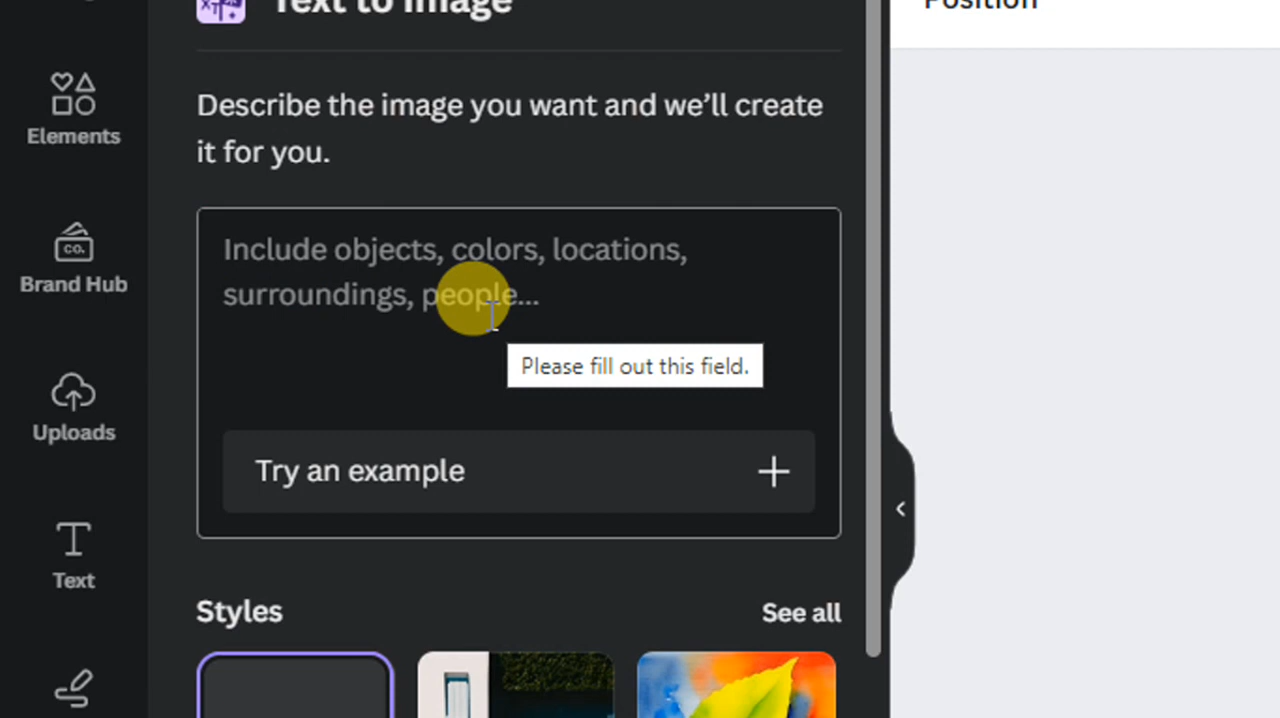 Text to Image
Position
Describe the image you want and we'll create
it for you.
Elements
Include objects, colors, locations,
surroundings, people...
CO.
Brand Hub
Please fill out this field.
Uploads
Try an example
Text
Styles
See all